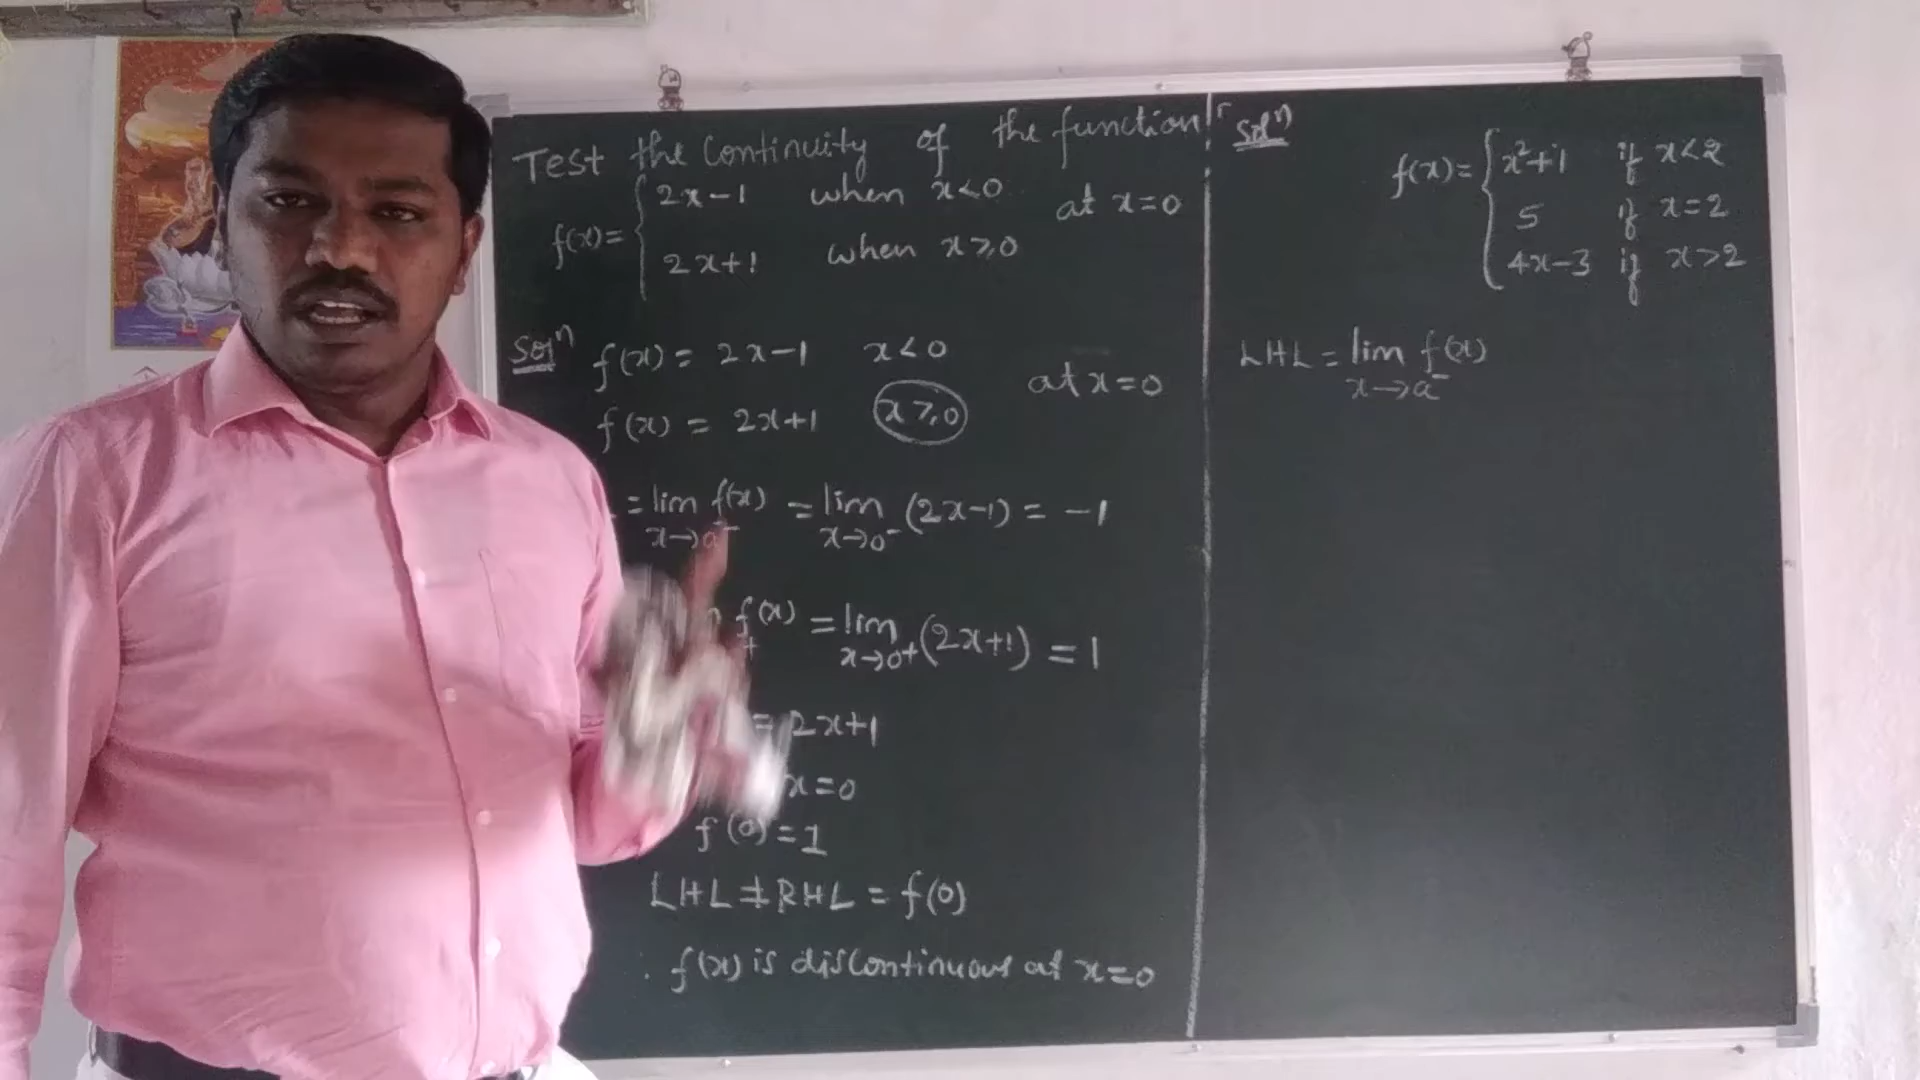 Test the Continuity of the function
f(x)= { 2x-1 when x<0 at x=0
2x+1 when x≥0
Solⁿ f(x) = 2x-1 x<0
at x=0
f(x) = 2x+1 x≥0
= lim f(x) = lim (2x-1) = -1
x→a⁻ x→0⁻
f(x) = lim (2x+1) = 1
+ x→0+
= 2x+1
x=0
f(0)=1
LHL≠RHL = f(0)
f(x) is discontinuous at x=0
Solⁿ
f(x)= { x²+1 if x<2
5 if x=2
4x-3 if x>2
LHL = lim f(x)
x→a⁻